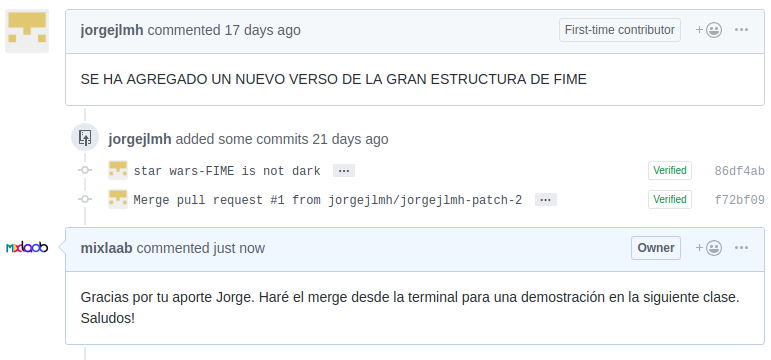 jorgejlmh commented 17 days ago
First-time contributor
SE HA AGREGADO UN NUEVO VERSO DE LA GRAN ESTRUCTURA DE FIME
jorgejlmh added some commits 21 days ago
star wars-FIME is not dark ... Verified 86df4ab
Merge pull request #1 from jorgejlmh/jorgejlmh-patch-2 ... Verified f72bf09
mixlaab
mixlaab commented just now
Owner
Gracias por tu aporte Jorge. Haré el merge desde la terminal para una demostración en la siguiente clase.
Saludos!